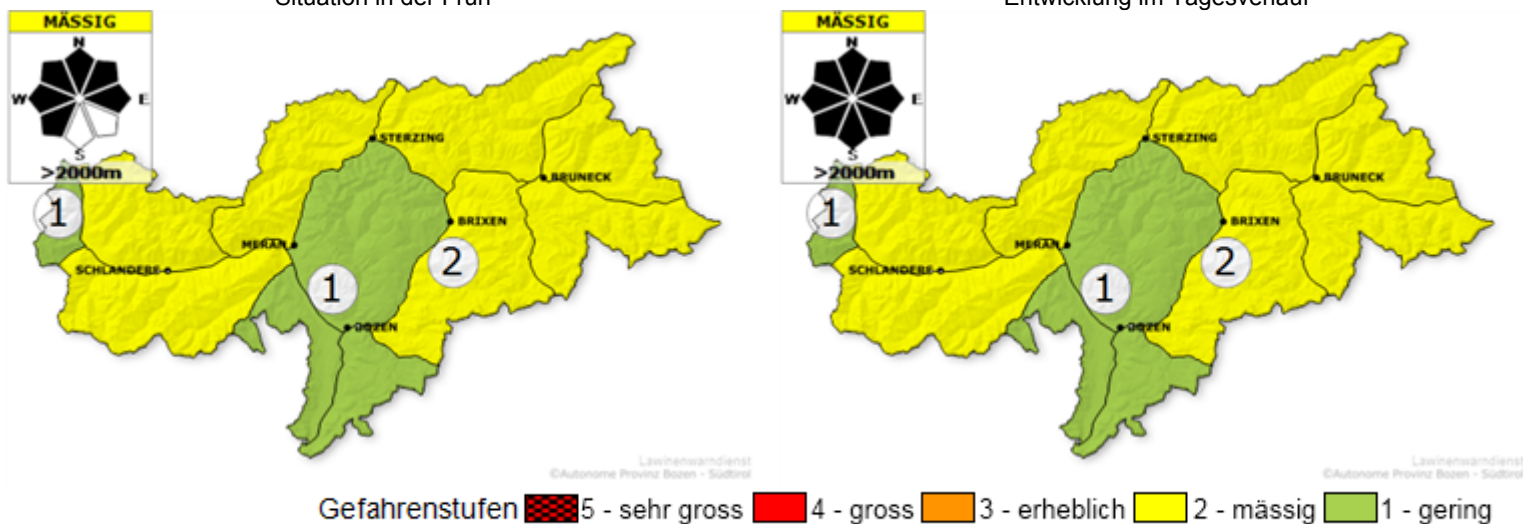 Situation in der Früh
Entwicklung im Tagesverlauf
MÄSSIG
N
W E
S
>2000m
STERZING
BRUNECK
1
BRIXEN
MERAN
2
SCHLANDERS
1
BOZEN
Lawinenwarndienst
©Autonome Provinz Bozen - Südtirol
MÄSSIG
N
W E
S
>2000m
STERZING
BRUNECK
1
BRIXEN
MERAN
2
SCHLANDERS
1
BOZEN
Lawinenwarndienst
©Autonome Provinz Bozen - Südtirol
Gefahrenstufen 5 - sehr gross 4 - gross 3 - erheblich 2 - mässig 1 - gering